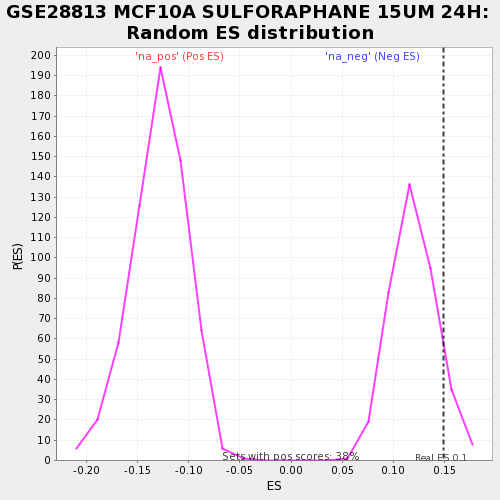 GSE28813 MCF10A SULFORAPHANE 15UM 24H:
Random ES distribution
'na_pos' (Pos ES) 'na_neg' (Neg ES)
200
190
180
170
160
150
140
130
120
110
100
90
80
70
60
50
40
30
20
10
0
P(ES)
Sets with pos scores: 38%
Real ES 0.1
-0.20 -0.15 -0.10 -0.05 0.00 0.05 0.10 0.15
ES